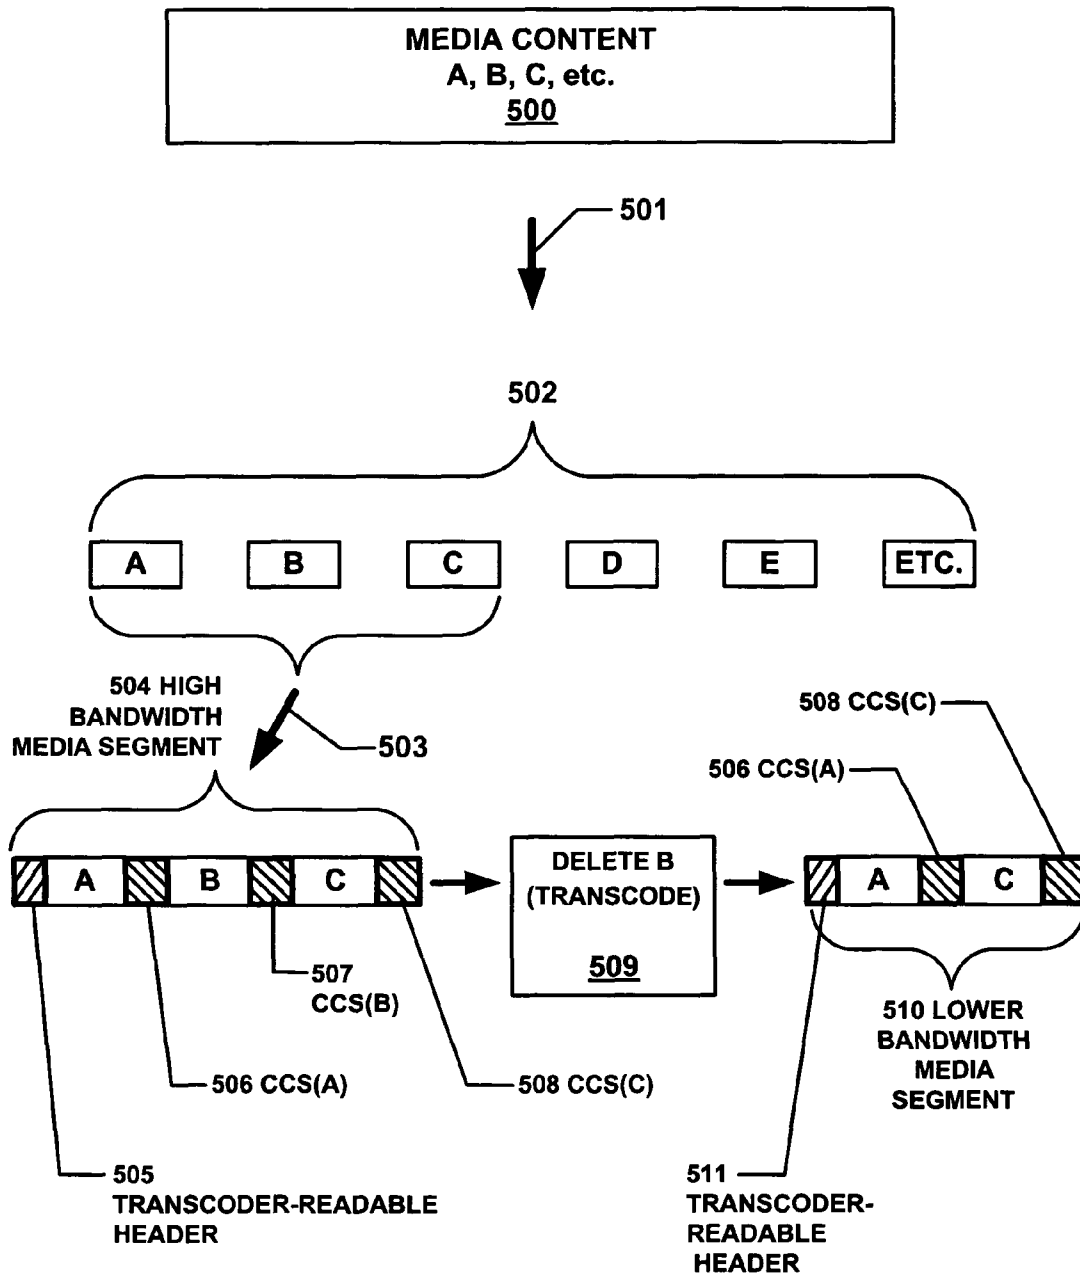 MEDIA CONTENT
A, B, C, etc.
500
501
502
A B C D E ETC.
504 HIGH
BANDWIDTH
MEDIA SEGMENT
503
508 CCS(C)
506 CCS(A)
A B C
DELETE B
(TRANSCODE)
509
A C
507
CCS(B)
506 CCS(A)
508 CCS(C)
510 LOWER
BANDWIDTH
MEDIA
SEGMENT
505
TRANSCODER-READABLE
HEADER
511
TRANSCODER-
READABLE
HEADER